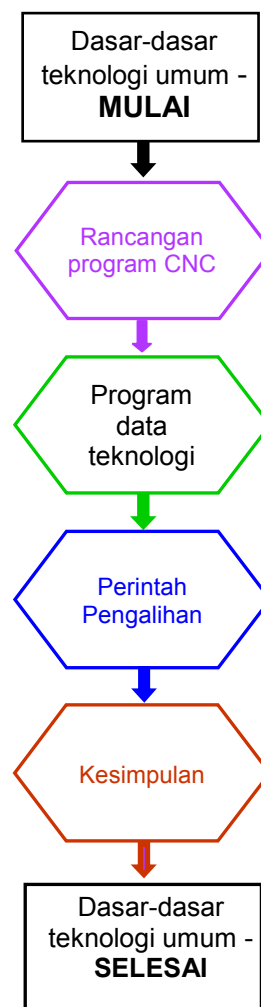 Dasar-dasar
teknologi umum -
MULAI
Rancangan
program CNC
Program
data
teknologi
Perintah
Pengalihan
Kesimpulan
Dasar-dasar
teknologi umum -
SELESAI